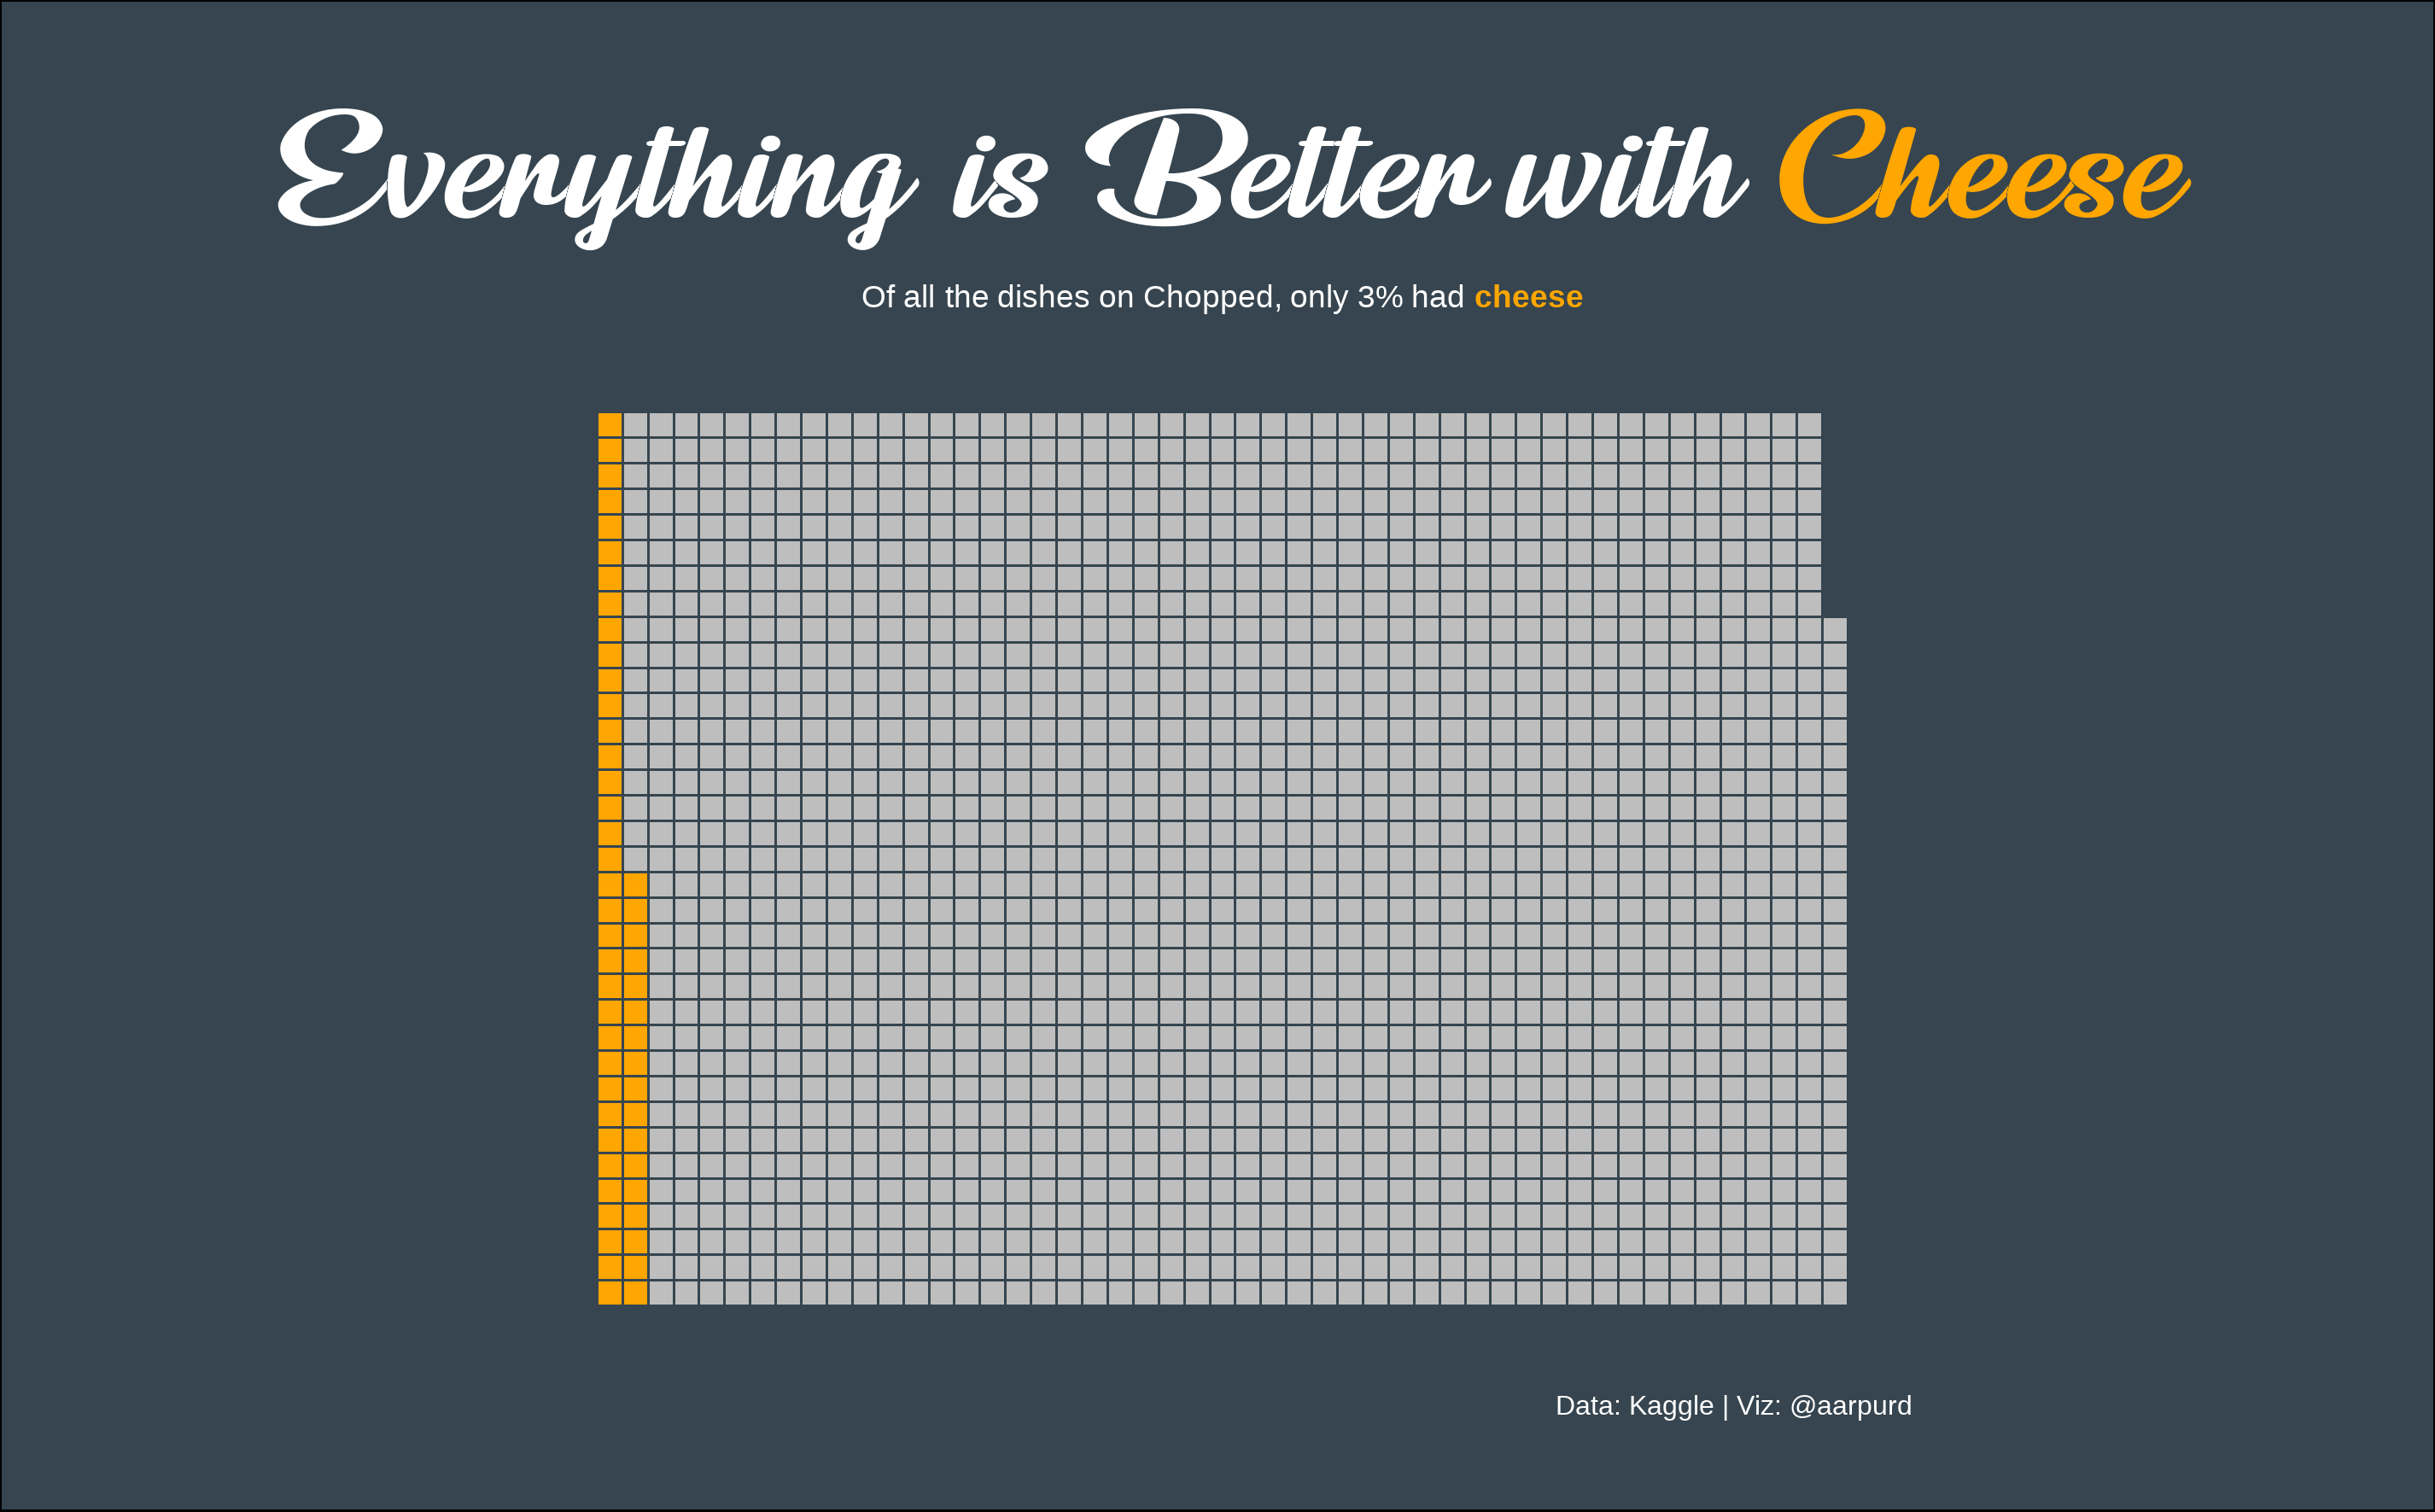 Everything is Better with Cheese
Of all the dishes on Chopped, only 3% had cheese
Data: Kaggle | Viz: @aarpurd